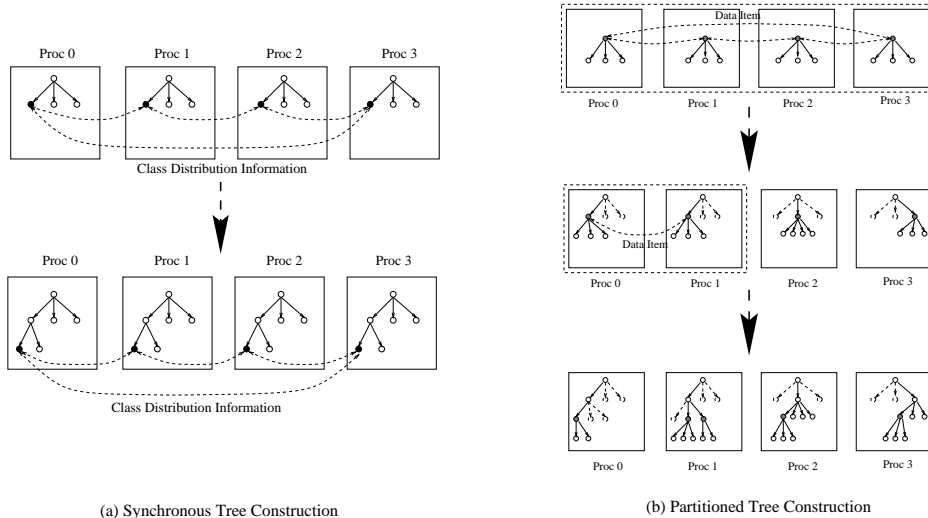 Proc 0 Proc 1 Proc 2 Proc 3
Class Distribution Information
Proc 0 Proc 1 Proc 2 Proc 3
Class Distribution Information
(a) Synchronous Tree Construction
Data Item
Proc 0 Proc 1 Proc 2 Proc 3
Data Item
Proc 0 Proc 1 Proc 2 Proc 3
Proc 0 Proc 1 Proc 2 Proc 3
(b) Partitioned Tree Construction